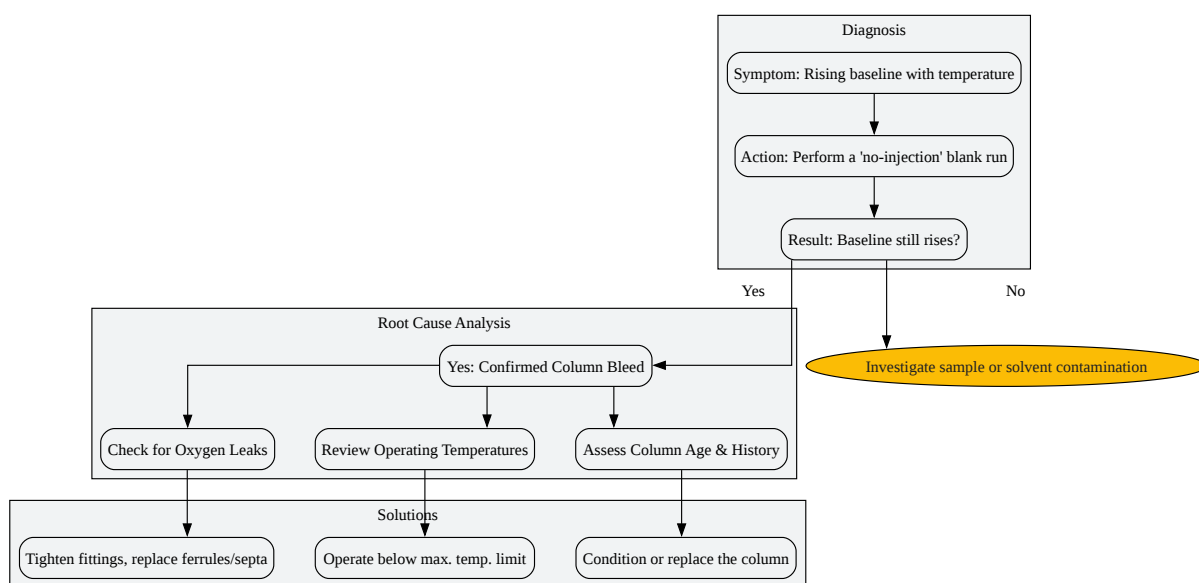 Diagnosis
Symptom: Rising baseline with temperature
Action: Perform a 'no-injection' blank run
Result: Baseline still rises?
Yes
No
Root Cause Analysis
Yes: Confirmed Column Bleed
Investigate sample or solvent contamination
Check for Oxygen Leaks
Review Operating Temperatures
Assess Column Age & History
Solutions
Tighten fittings, replace ferrules/septa
Operate below max. temp. limit
Condition or replace the column